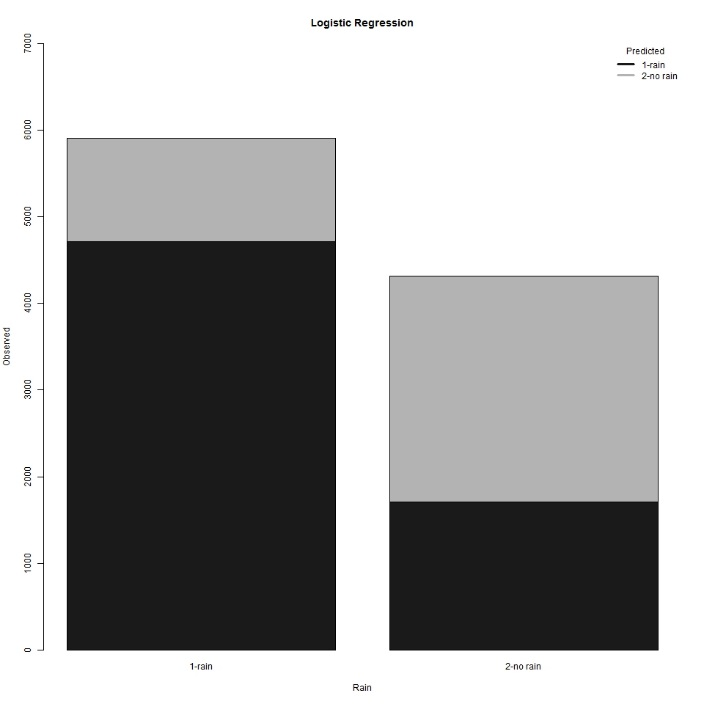 Logistic Regression
Predicted
1-rain
2-no rain
7000
6000
5000
4000
3000
2000
1000
0
Observed
1-rain
2-no rain
Rain